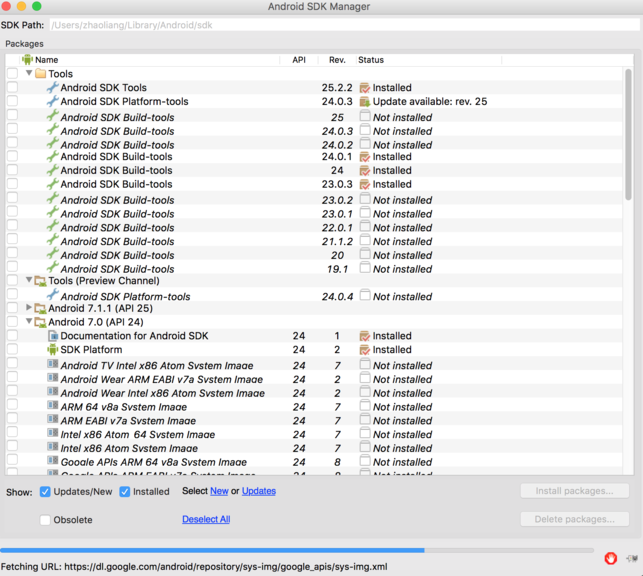 Android SDK Manager
SDK Path: /Users/zhaoliang/Library/Android/sdk
Packages
Name API Rev. Status
Tools
Android SDK Tools 25.2.2 Installed
Android SDK Platform-tools 24.0.3 Update available: rev. 25
Android SDK Build-tools 25 Not installed
Android SDK Build-tools 24.0.3 Not installed
Android SDK Build-tools 24.0.2 Not installed
Android SDK Build-tools 24.0.1 Installed
Android SDK Build-tools 24 Installed
Android SDK Build-tools 23.0.3 Installed
Android SDK Build-tools 23.0.2 Not installed
Android SDK Build-tools 23.0.1 Not installed
Android SDK Build-tools 22.0.1 Not installed
Android SDK Build-tools 21.1.2 Not installed
Android SDK Build-tools 20 Not installed
Android SDK Build-tools 19.1 Not installed
Tools (Preview Channel)
Android SDK Platform-tools 24.0.4 Not installed
Android 7.1.1 (API 25)
Android 7.0 (API 24)
Documentation for Android SDK 24 1 Installed
SDK Platform 24 2 Installed
Android TV Intel x86 Atom System Image 24 7 Not installed
Android Wear ARM EABI v7a System Image 24 2 Not installed
Android Wear Intel x86 Atom System Image 24 2 Not installed
ARM 64 v8a System Image 24 7 Not installed
ARM EABI v7a System Image 24 7 Not installed
Intel x86 Atom_64 System Image 24 7 Not installed
Intel x86 Atom System Image 24 7 Not installed
Google APIs ARM 64 v8a System Image 24 8 Not installed
Google APIs ARM EABI v7a System Image 24 8 Not installed
Show: Updates/New Installed Select New or Updates Install packages...
Obsolete Deselect All Delete packages...
Fetching URL: https://dl.google.com/android/repository/sys-img/google_apis/sys-img.xml